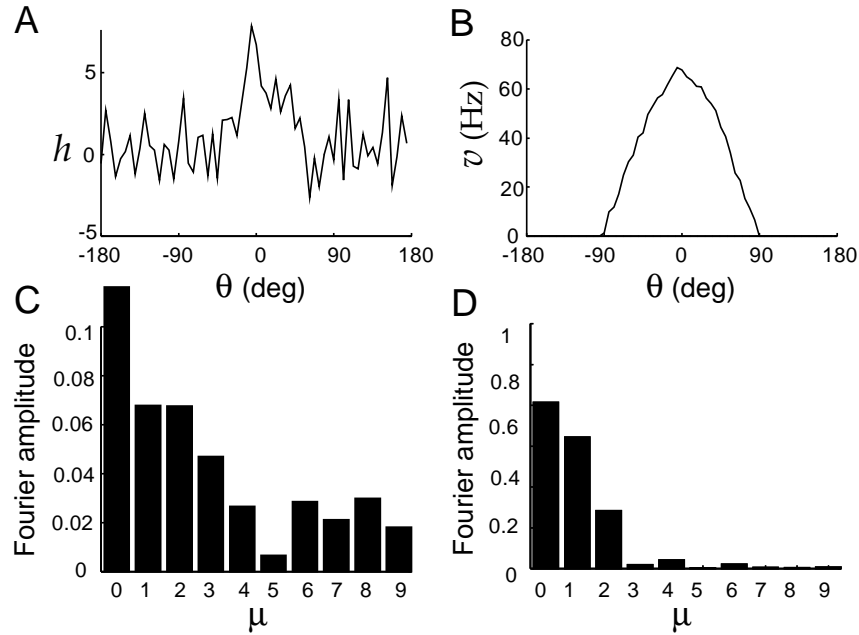 A
5
0
-5
h
-180
-90
0
90
180
θ (deg)
B
80
60
40
20
0
v (Hz)
-180
-90
0
90
180
θ (deg)
C
0.1
0.08
0.06
0.04
0.02
0
Fourier amplitude
0 1 2 3 4 5 6 7 8 9
μ
D
1
0.8
0.6
0.4
0.2
0
Fourier amplitude
0 1 2 3 4 5 6 7 8 9
μ